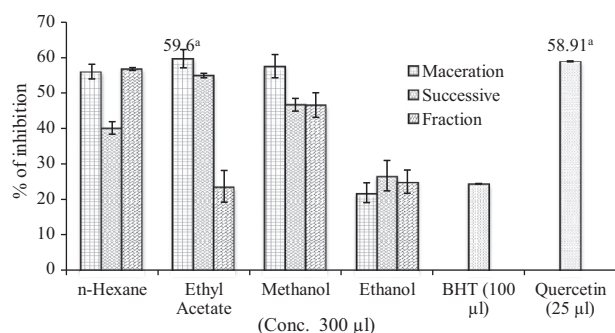 59.6ᵃ
58.91ᵃ
70
60
50
40
30
20
10
0
% of inhibition
Maceration
Successive
Fraction
n-Hexane
Ethyl
Acetate
Methanol
Ethanol
BHT (100
µl)
Quercetin
(25 µl)
(Conc. 300 µl)